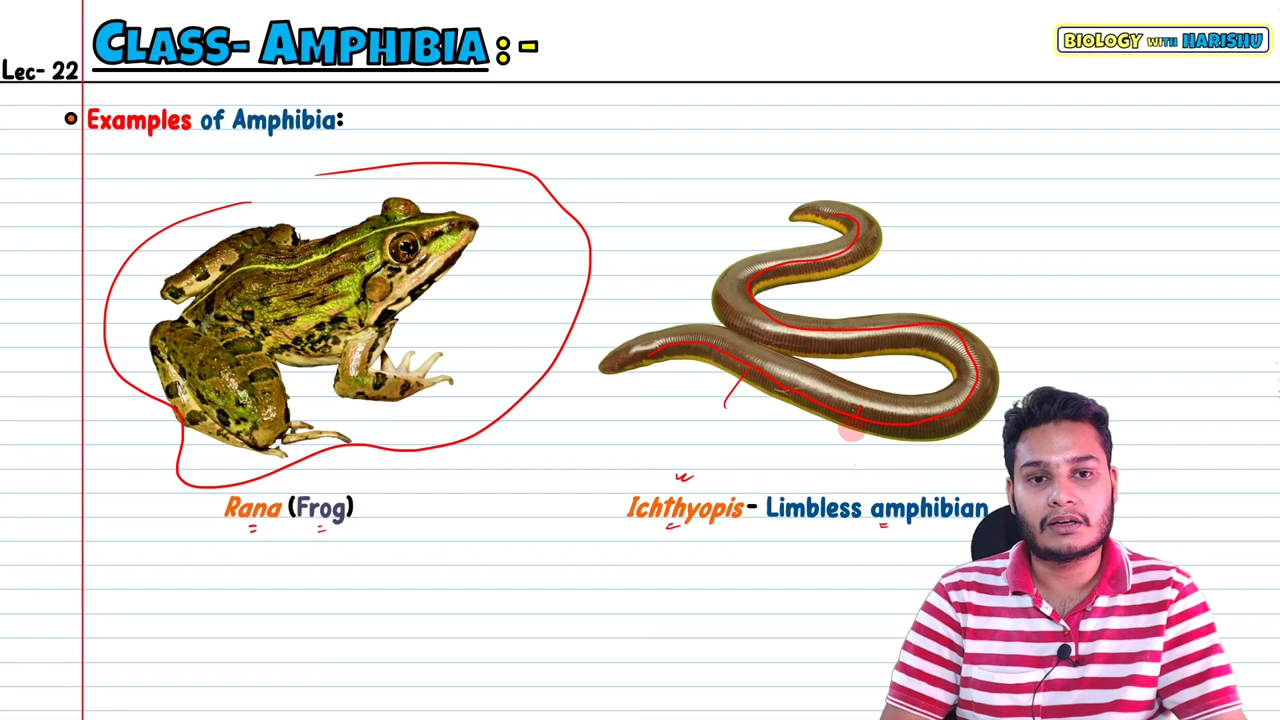 CLASS- AMPHIBIA :-
BIOLOGY WITH HARISHU
Lec- 22
Examples of Amphibia:
Rana (Frog)
Ichthyopis- Limbless amphibian